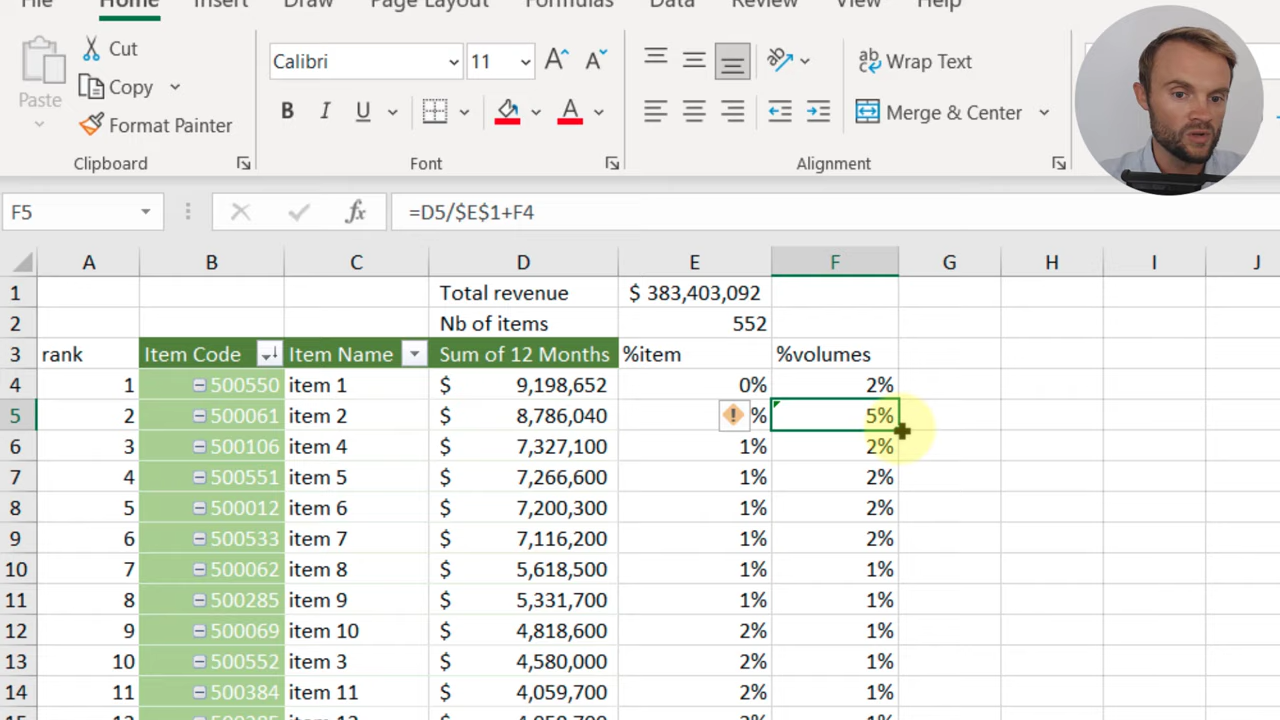 File Home Insert Draw Page Layout Formulas Data Review View Help
Paste
Cut
Copy
Format Painter
Clipboard
Calibri 11 A A
B I U A
Font
ab c Wrap Text
Merge & Center
Alignment
F5 fx =D5/$E$1+F4
A B C D E F G H I J
1 Total revenue $ 383,403,092
2 Nb of items 552
3 rank Item Code Item Name Sum of 12 Months %item %volumes
4 1 500550 item 1 $ 9,198,652 0% 2%
5 2 500061 item 2 $ 8,786,040 ! % 5%
6 3 500106 item 4 $ 7,327,100 1% 2%
7 4 500551 item 5 $ 7,266,600 1% 2%
8 5 500012 item 6 $ 7,200,300 1% 2%
9 6 500533 item 7 $ 7,116,200 1% 2%
10 7 500062 item 8 $ 5,618,500 1% 1%
11 8 500285 item 9 $ 5,331,700 1% 1%
12 9 500069 item 10 $ 4,818,600 2% 1%
13 10 500552 item 3 $ 4,580,000 2% 1%
14 11 500384 item 11 $ 4,059,700 2% 1%